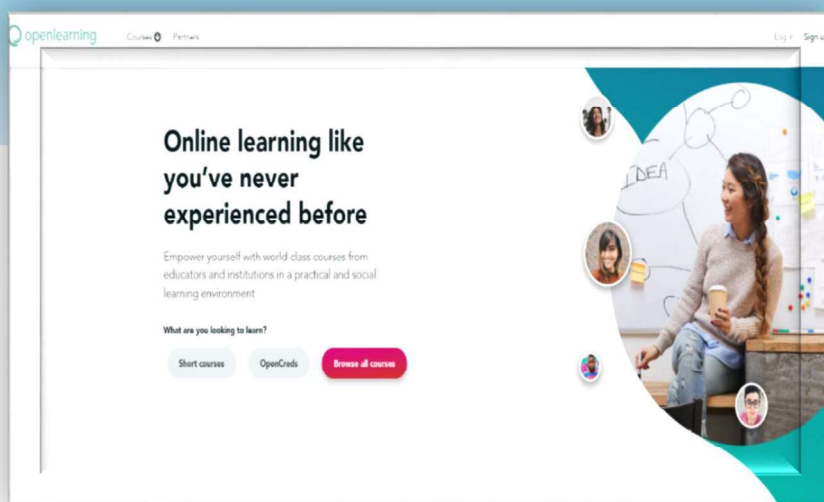 openlearning
Courses Partners
Log in Sign u
Online learning like
you've never
experienced before
Empower yourself with world-class courses from
educators and institutions in a practical and social
learning environment
What are you looking to learn?
Short courses OpenCreds Browse all courses
IDEA